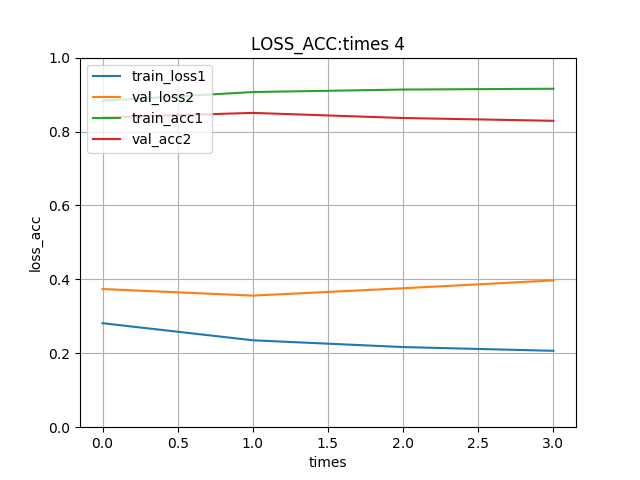 LOSS_ACC:times 4
1.0
0.8
0.6
0.4
0.2
0.0
loss_acc
train_loss1
val_loss2
train_acc1
val_acc2
0.0 0.5 1.0 1.5 2.0 2.5 3.0
times